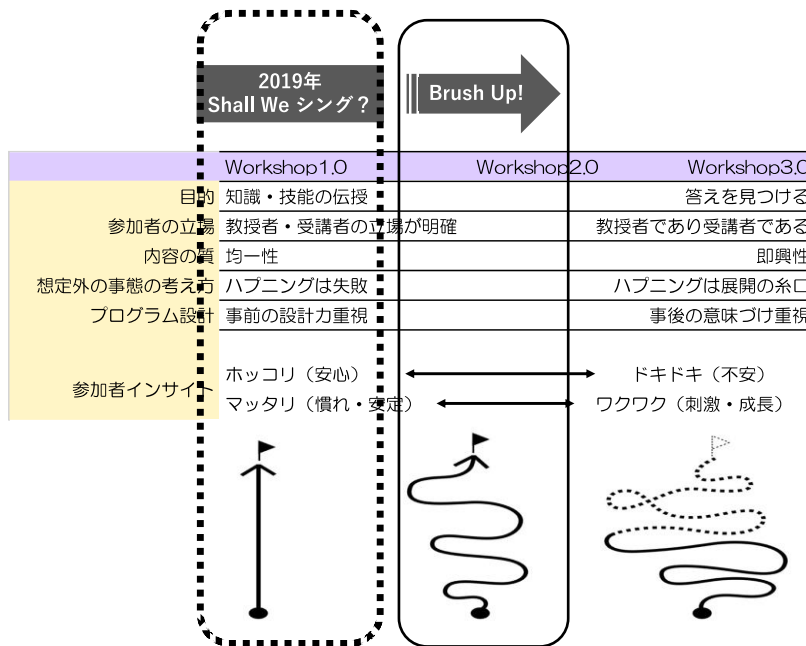 2019年
Shall We シング？
Brush Up!
Workshop1.0 Workshop2.0 Workshop3.0
目的 知識・技能の伝授 答えを見つける
参加者の立場 教授者・受講者の立場が明確 教授者であり受講者である
内容の質 均一性 即興性
想定外の事態の考え方 ハプニングは失敗 ハプニングは展開の糸口
プログラム設計 事前の設計力重視 事後の意味づけ重視
参加者インサイト
ホッコリ（安心） ドキドキ（不安）
マッタリ（慣れ・安定） ワクワク（刺激・成長）